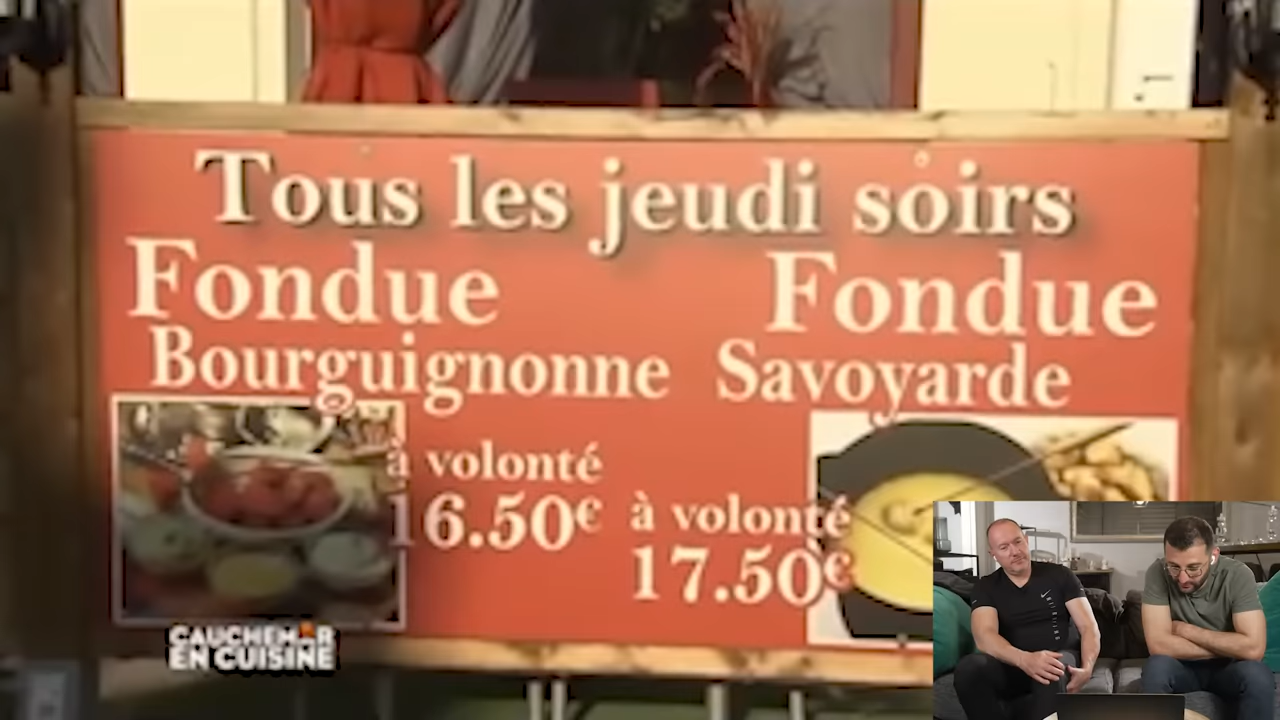 Tous les jeudi soirs
Fondue
Bourguignonne
à volonté
16.50€
Fondue
Savoyarde
à volonté
17.50€
CAUCHEMAR
EN CUISINE